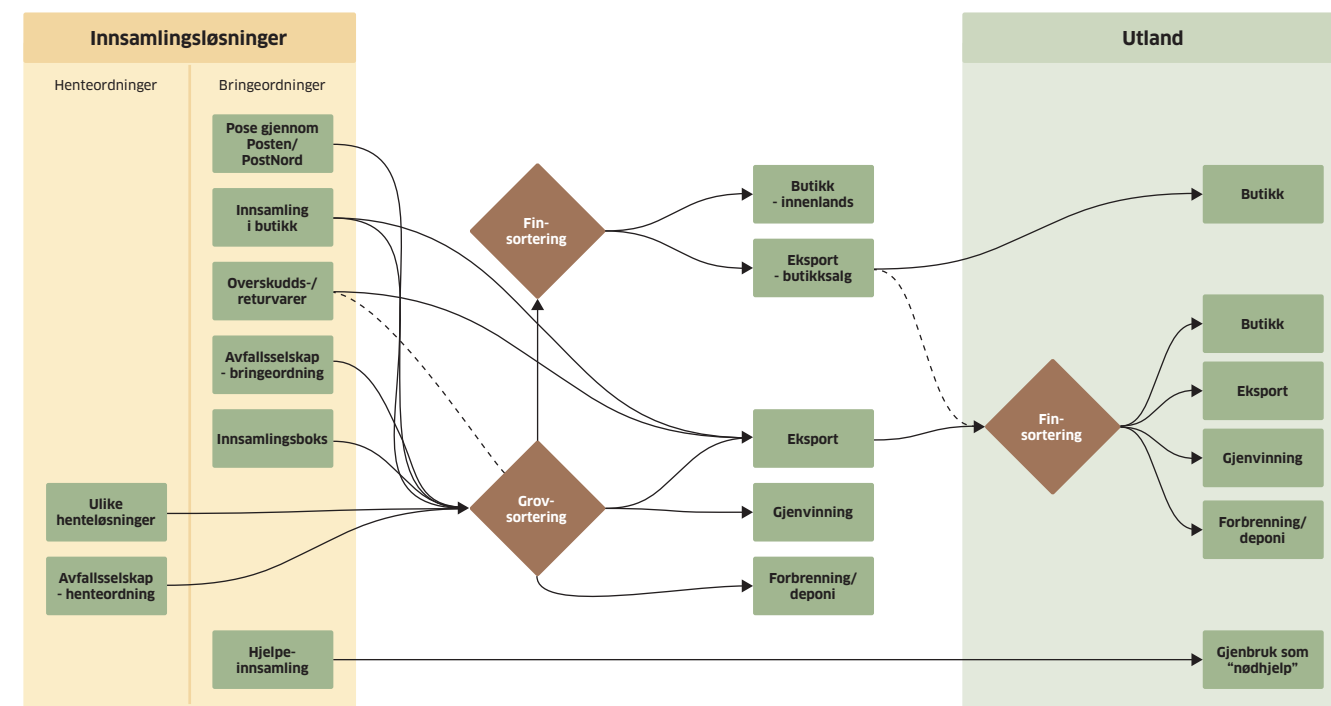 Innsamlingsløsninger
Henteordninger
Bringeordninger
Pose gjennom
Posten/
PostNord
Innsamling
i butikk
Overskudds-/
returvarer
Avfallsselskap
- bringeordning
Innsamlingsboks
Ulike
henteløsninger
Avfallsselskap
- henteordning
Hjelpe-
innsamling
Fin-
sortering
Grov-
sortering
Butikk
- innenlands
Eksport
- butikksalg
Eksport
Gjenvinning
Forbrenning/
deponi
Utland
Butikk
Fin-
sortering
Butikk
Eksport
Gjenvinning
Forbrenning/
deponi
Gjenbruk som
“nødhjelp”